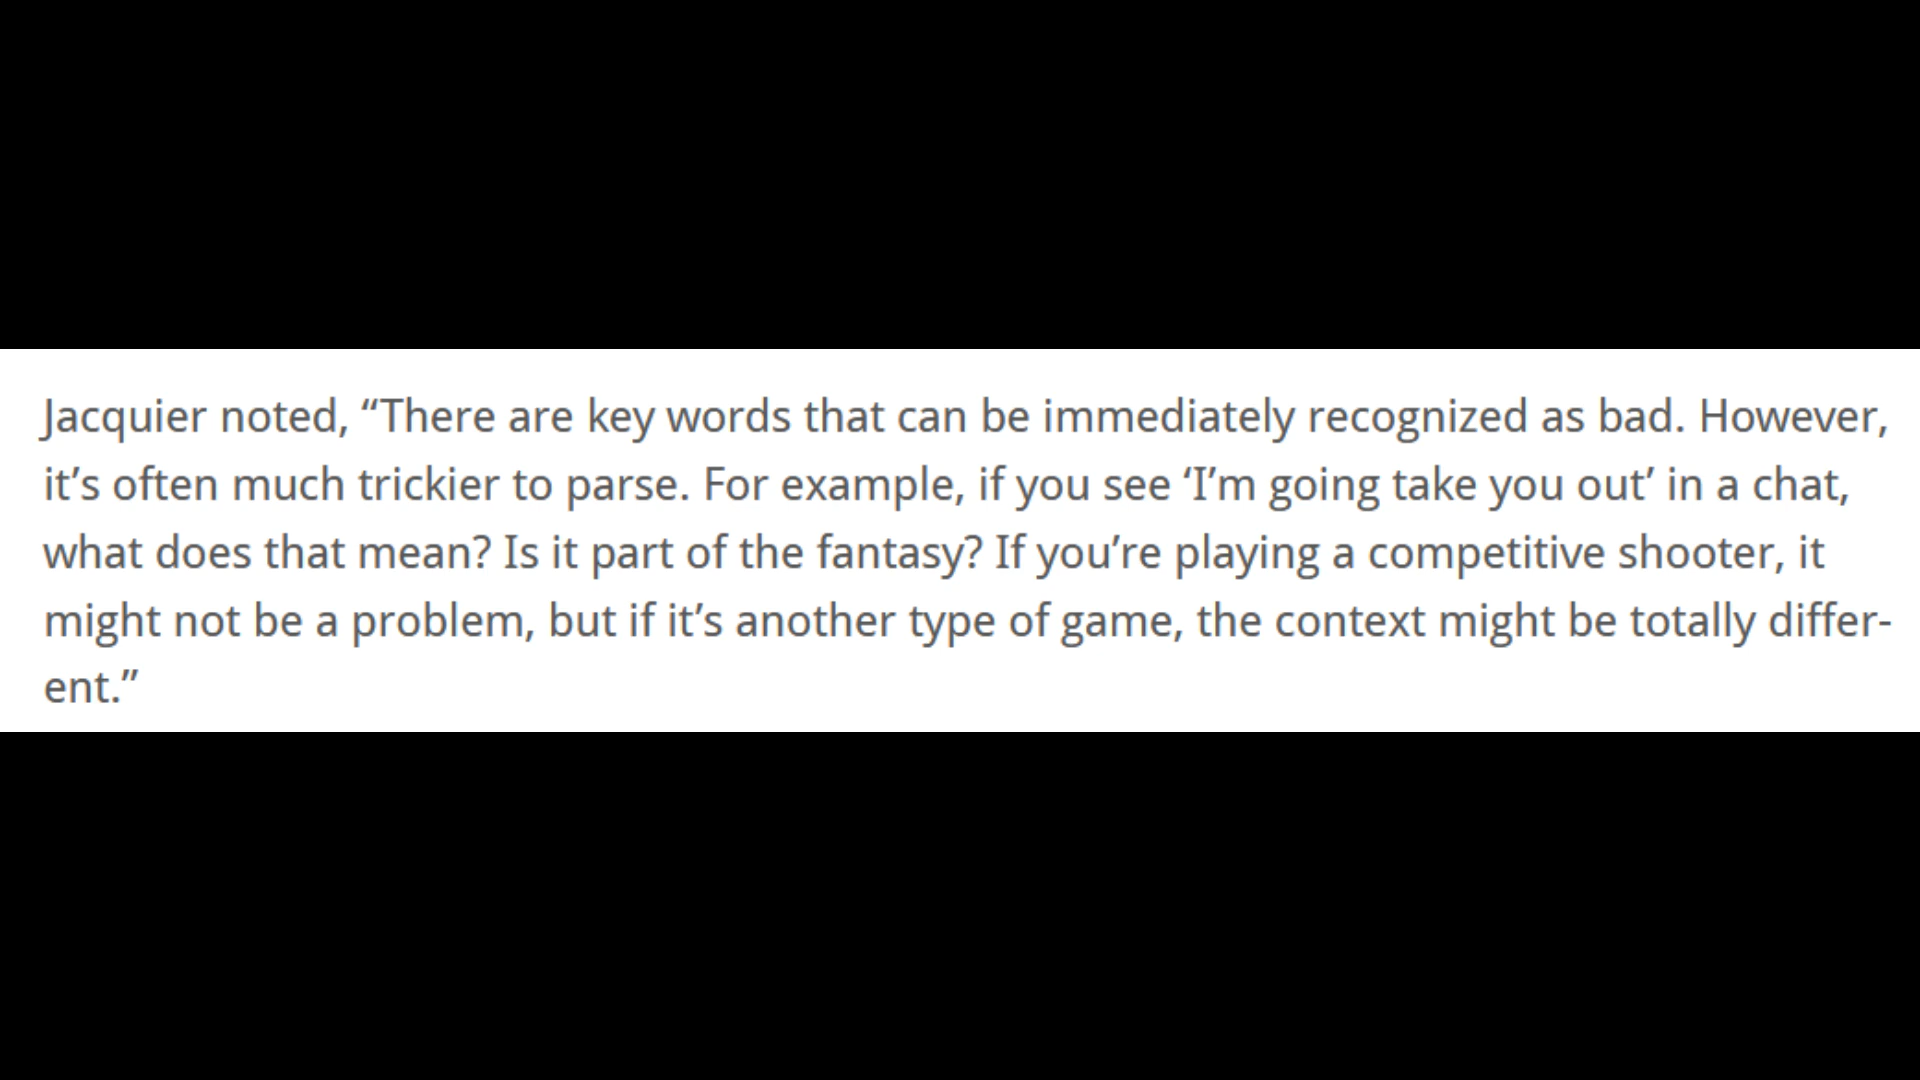 Jacquier noted, “There are key words that can be immediately recognized as bad. However,
it’s often much trickier to parse. For example, if you see ‘I’m going take you out’ in a chat,
what does that mean? Is it part of the fantasy? If you’re playing a competitive shooter, it
might not be a problem, but if it’s another type of game, the context might be totally differ-
ent.”